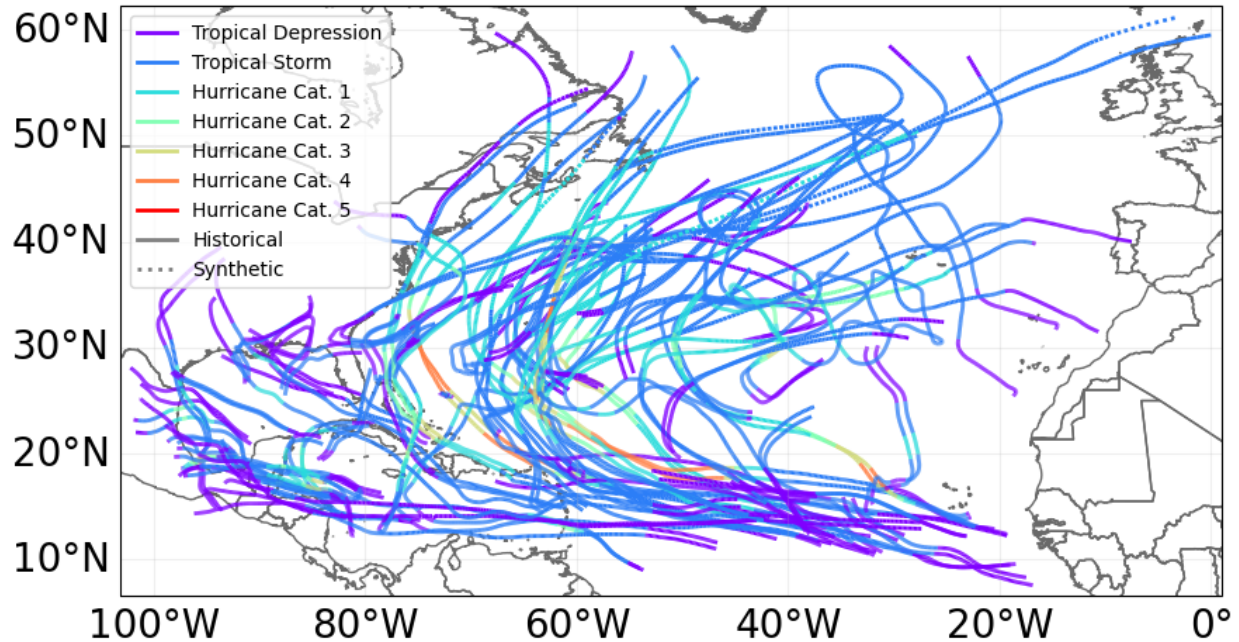 60°N
50°N
40°N
30°N
20°N
10°N
Tropical Depression
Tropical Storm
Hurricane Cat. 1
Hurricane Cat. 2
Hurricane Cat. 3
Hurricane Cat. 4
Hurricane Cat. 5
Historical
Synthetic
100°W 80°W 60°W 40°W 20°W 0°